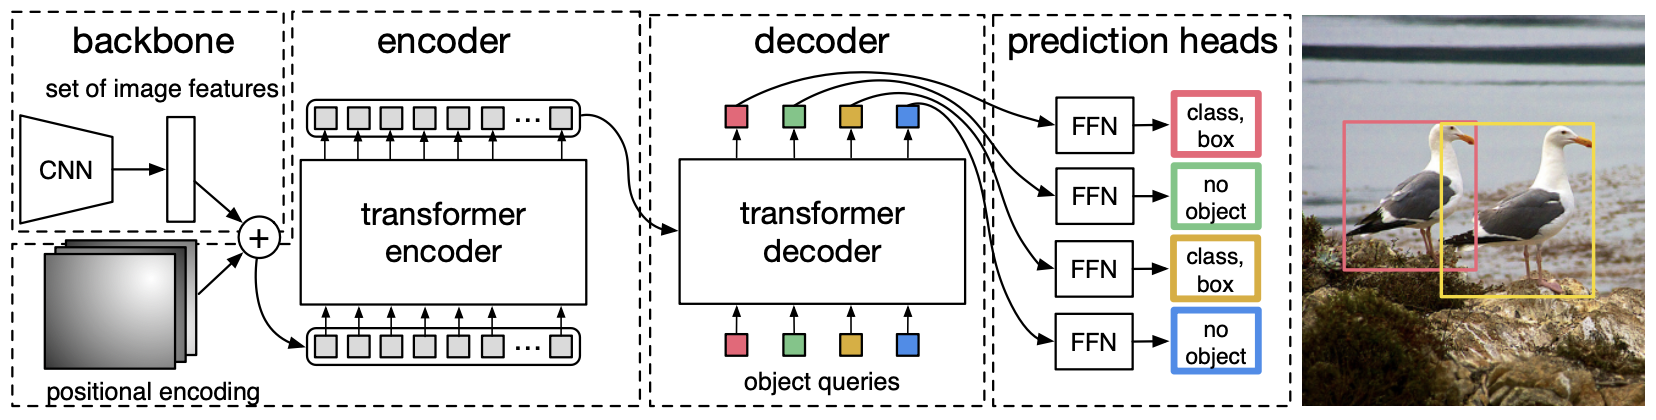 backbone
set of image features
CNN
+
positional encoding
encoder
...
transformer
encoder
...
decoder
transformer
decoder
object queries
prediction heads
FFN
class,
box
FFN
no
object
FFN
class,
box
FFN
no
object